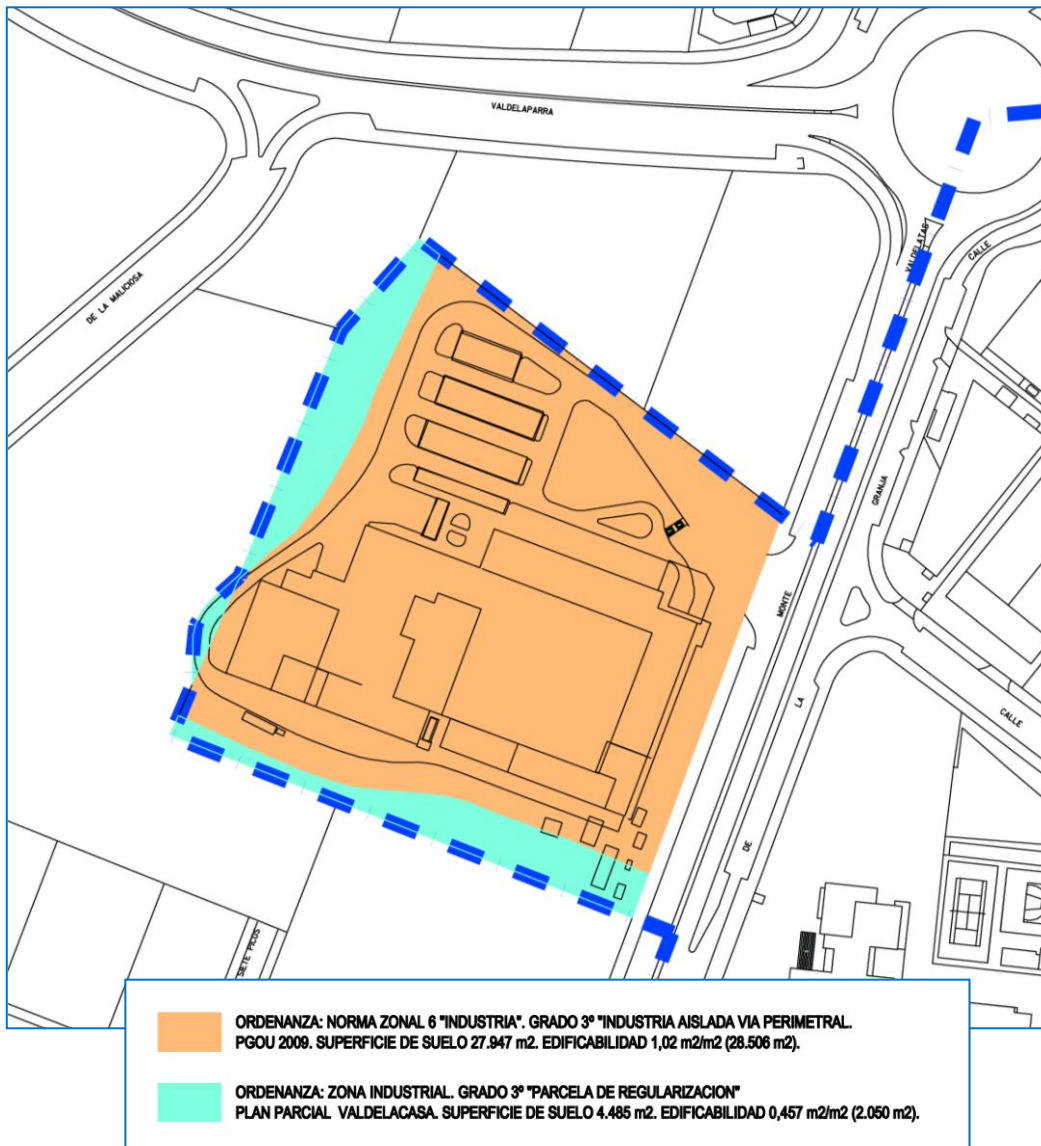 VALDELAPARRA
DE LA MALICIOSA
VALDELATAS
CALLE
GRANJA
MONTE
LA
DE
CALLE
SIETE PICOS
ORDENANZA: NORMA ZONAL 6 "INDUSTRIA". GRADO 3º "INDUSTRIA AISLADA VIA PERIMETRAL.
PGOU 2009. SUPERFICIE DE SUELO 27.947 m2. EDIFICABILIDAD 1,02 m2/m2 (28.506 m2).
ORDENANZA: ZONA INDUSTRIAL. GRADO 3º "PARCELA DE REGULARIZACION"
PLAN PARCIAL VALDELACASA. SUPERFICIE DE SUELO 4.485 m2. EDIFICABILIDAD 0,457 m2/m2 (2.050 m2).